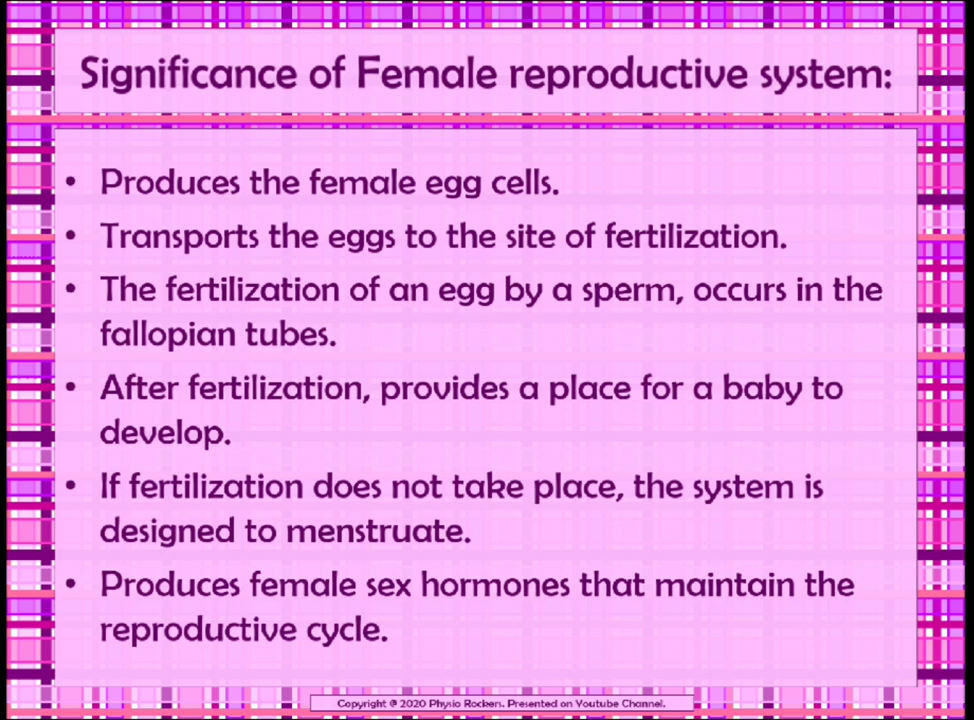 Significance of Female reproductive system:
• Produces the female egg cells.
• Transports the eggs to the site of fertilization.
• The fertilization of an egg by a sperm, occurs in the
fallopian tubes.
• After fertilization, provides a place for a baby to
develop.
• If fertilization does not take place, the system is
designed to menstruate.
• Produces female sex hormones that maintain the
reproductive cycle.
Copyright @ 2020 Physio Rockers. Presented on Youtube Channel.